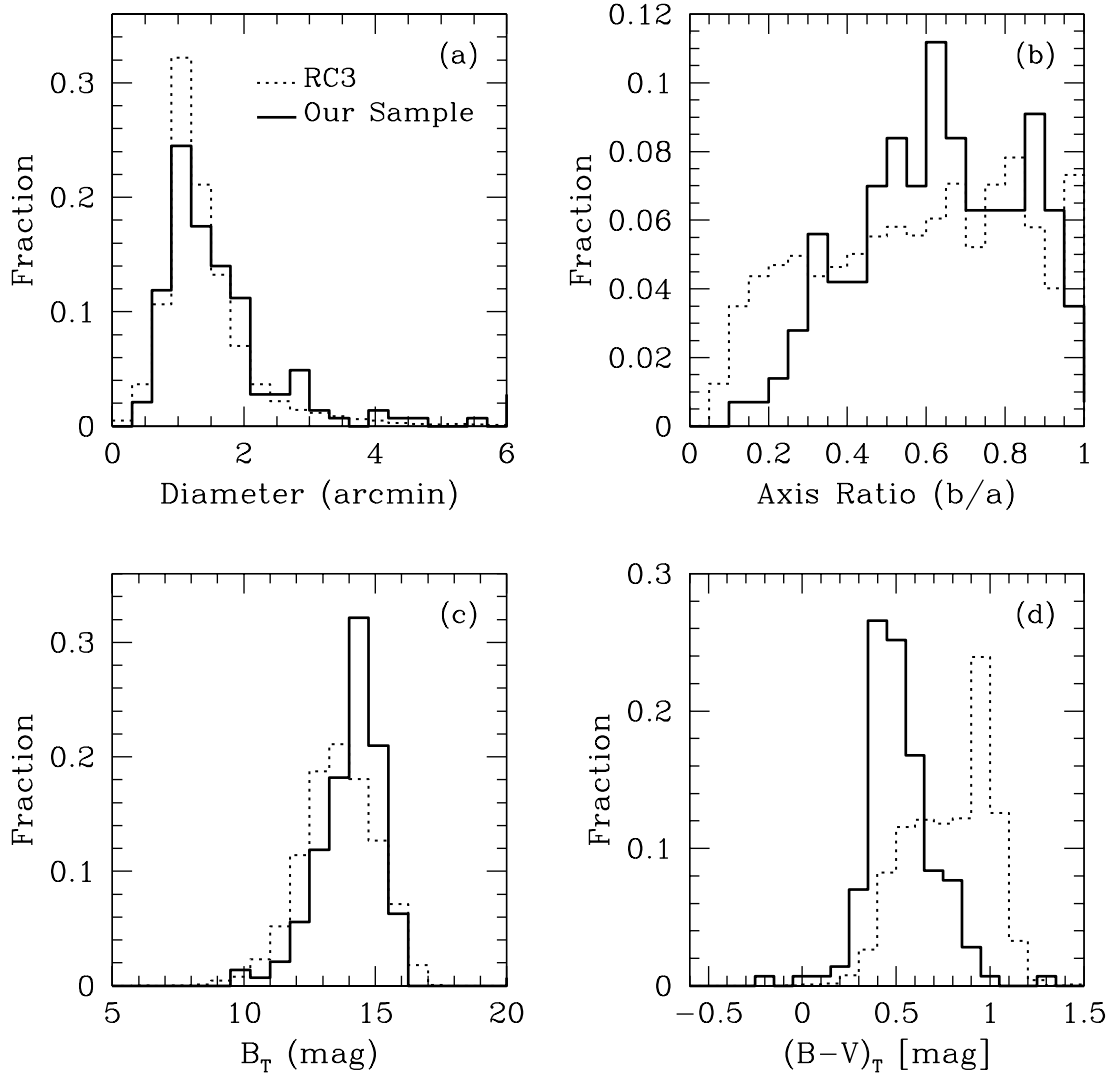 (a)
RC3
Our Sample
Fraction
0.3
0.2
0.1
0
0 2 4 6
Diameter (arcmin)
(b)
Fraction
0.12
0.1
0.08
0.06
0.04
0.02
0
0 0.2 0.4 0.6 0.8 1
Axis Ratio (b/a)
(c)
Fraction
0.3
0.2
0.1
0
5 10 15 20
B_T (mag)
(d)
Fraction
0.3
0.2
0.1
0
−0.5 0 0.5 1 1.5
(B−V)_T [mag]